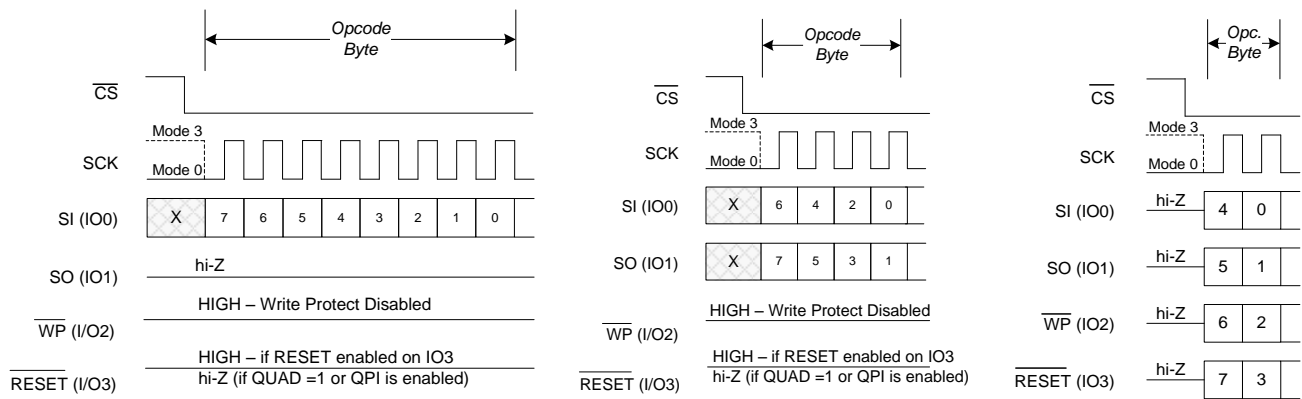 Opcode
Byte
CS
Mode 3
SCK
Mode 0
SI (IO0)
X 7 6 5 4 3 2 1 0
SO (IO1)
hi-Z
HIGH – Write Protect Disabled
WP (I/O2)
HIGH – if RESET enabled on IO3
RESET (I/O3)
hi-Z (if QUAD =1 or QPI is enabled)
Opcode
Byte
CS
Mode 3
SCK
Mode 0
SI (IO0)
X 6 4 2 0
SO (IO1)
X 7 5 3 1
HIGH – Write Protect Disabled
WP (I/O2)
HIGH – if RESET enabled on IO3
RESET (I/O3)
hi-Z (if QUAD =1 or QPI is enabled)
Opc.
Byte
CS
Mode 3
SCK
Mode 0
SI (IO0)
hi-Z 4 0
SO (IO1)
hi-Z 5 1
WP (IO2)
hi-Z 6 2
RESET (IO3)
hi-Z 7 3